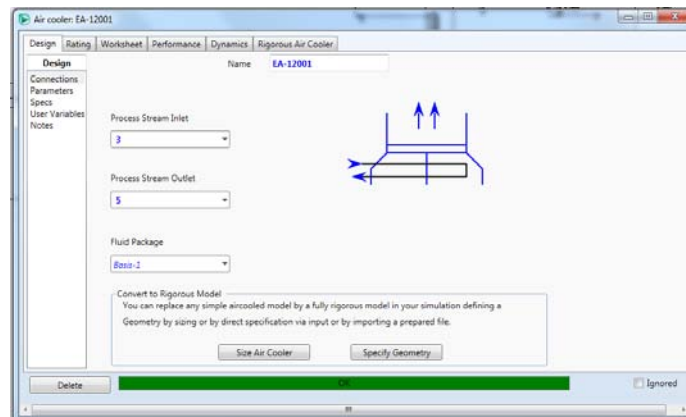 Air cooler: EA-12001
Design Rating Worksheet Performance Dynamics Rigorous Air Cooler
Design
Connections
Parameters
Specs
User Variables
Notes
Name EA-12001
Process Stream Inlet
3
Process Stream Outlet
5
Fluid Package
Basis-1
Convert to Rigorous Model
You can replace any simple aircooled model by a fully rigorous model in your simulation defining a
Geometry by sizing or by direct specification via input or by importing a prepared file.
Size Air Cooler Specify Geometry
Delete OK Ignored